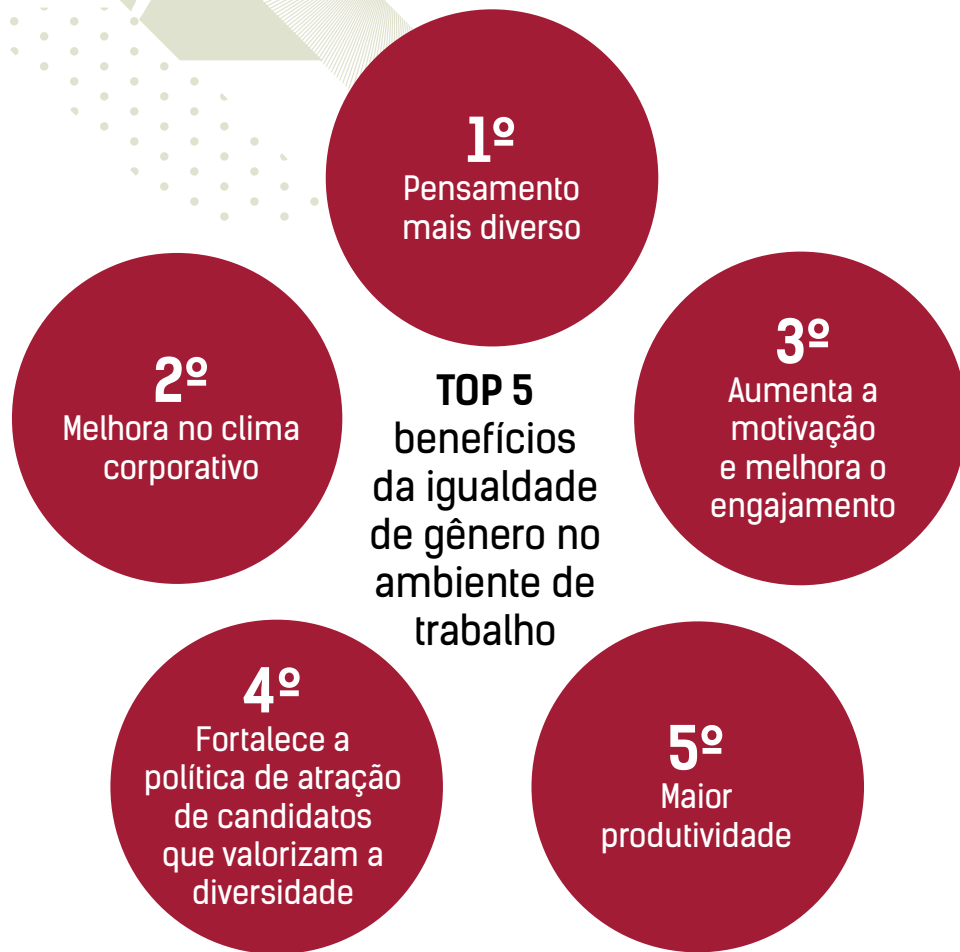 1º
Pensamento
mais diverso
2º
Melhora no clima
corporativo
3º
Aumenta a
motivação
e melhora o
engajamento
TOP 5
benefícios
da igualdade
de gênero no
ambiente de
trabalho
4º
Fortalece a
política de atração
de candidatos
que valorizam a
diversidade
5º
Maior
produtividade